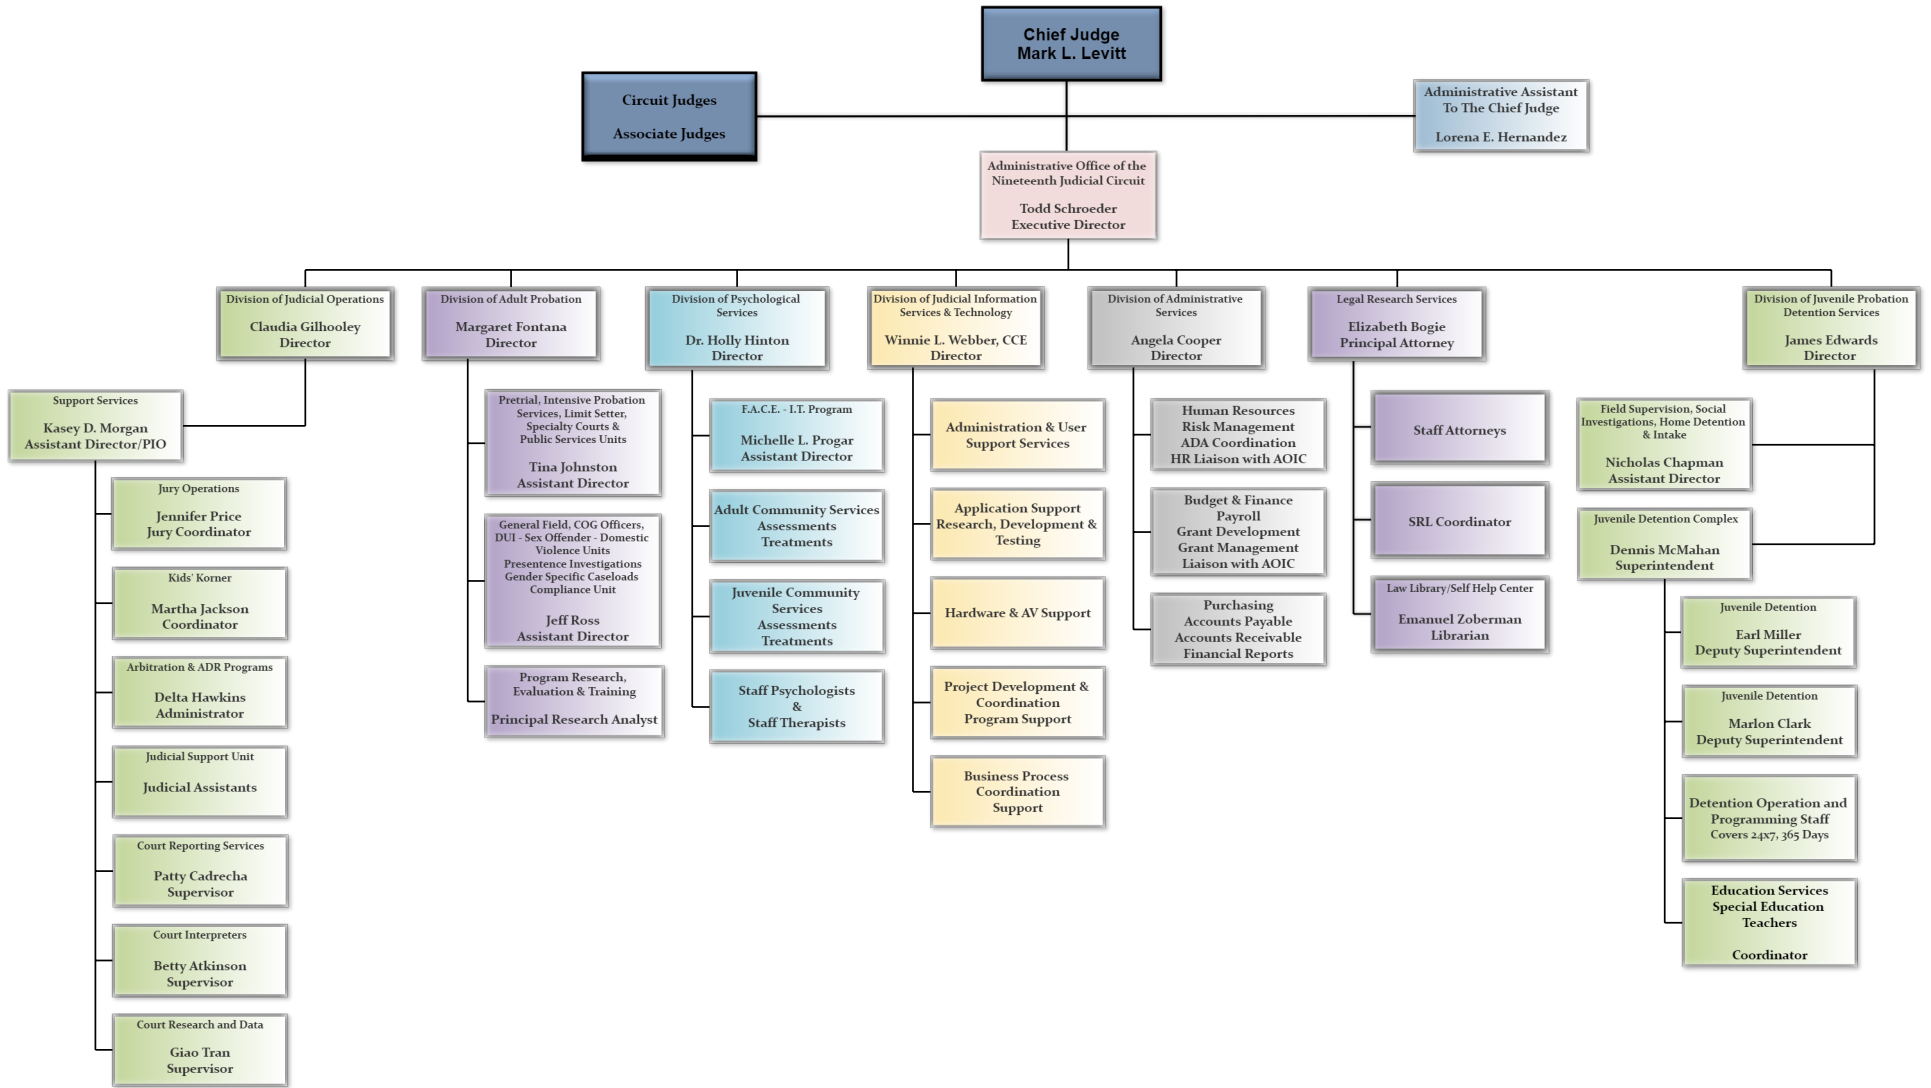 Chief Judge
Mark L. Levitt
Circuit Judges
Associate Judges
Administrative Assistant
To The Chief Judge
Lorena E. Hernandez
Administrative Office of the
Nineteenth Judicial Circuit
Todd Schroeder
Executive Director
Division of Judicial Operations
Claudia Gilhooley
Director
Support Services
Kasey D. Morgan
Assistant Director/PIO
Jury Operations
Jennifer Price
Jury Coordinator
Kids' Korner
Martha Jackson
Coordinator
Arbitration & ADR Programs
Delta Hawkins
Administrator
Judicial Support Unit
Judicial Assistants
Court Reporting Services
Patty Cadrecha
Supervisor
Court Interpreters
Betty Atkinson
Supervisor
Court Research and Data
Giao Tran
Supervisor
Division of Adult Probation
Margaret Fontana
Director
Pretrial, Intensive Probation
Services, Limit Setter,
Specialty Courts &
Public Services Units
Tina Johnston
Assistant Director
General Field, COG Officers,
DUI - Sex Offender - Domestic
Violence Units
Presentence Investigations
Gender Specific Caseloads
Compliance Unit
Jeff Ross
Assistant Director
Program Research,
Evaluation & Training
Principal Research Analyst
Division of Psychological
Services
Dr. Holly Hinton
Director
F.A.C.E. - I.T. Program
Michelle L. Progar
Assistant Director
Adult Community Services
Assessments
Treatments
Juvenile Community
Services
Assessments
Treatments
Staff Psychologists
&
Staff Therapists
Division of Judicial Information
Services & Technology
Winnie L. Webber, CCE
Director
Administration & User
Support Services
Application Support
Research, Development &
Testing
Hardware & AV Support
Project Development &
Coordination
Program Support
Business Process
Coordination
Support
Division of Administrative
Services
Angela Cooper
Director
Human Resources
Risk Management
ADA Coordination
HR Liaison with AOIC
Budget & Finance
Payroll
Grant Development
Grant Management
Liaison with AOIC
Purchasing
Accounts Payable
Accounts Receivable
Financial Reports
Legal Research Services
Elizabeth Bogie
Principal Attorney
Staff Attorneys
SRL Coordinator
Law Library/Self Help Center
Emanuel Zoberman
Librarian
Division of Juvenile Probation
Detention Services
James Edwards
Director
Field Supervision, Social
Investigations, Home Detention
& Intake
Nicholas Chapman
Assistant Director
Juvenile Detention Complex
Dennis McMahan
Superintendent
Juvenile Detention
Earl Miller
Deputy Superintendent
Juvenile Detention
Marlon Clark
Deputy Superintendent
Detention Operation and
Programming Staff
Covers 24x7, 365 Days
Education Services
Special Education
Teachers
Coordinator